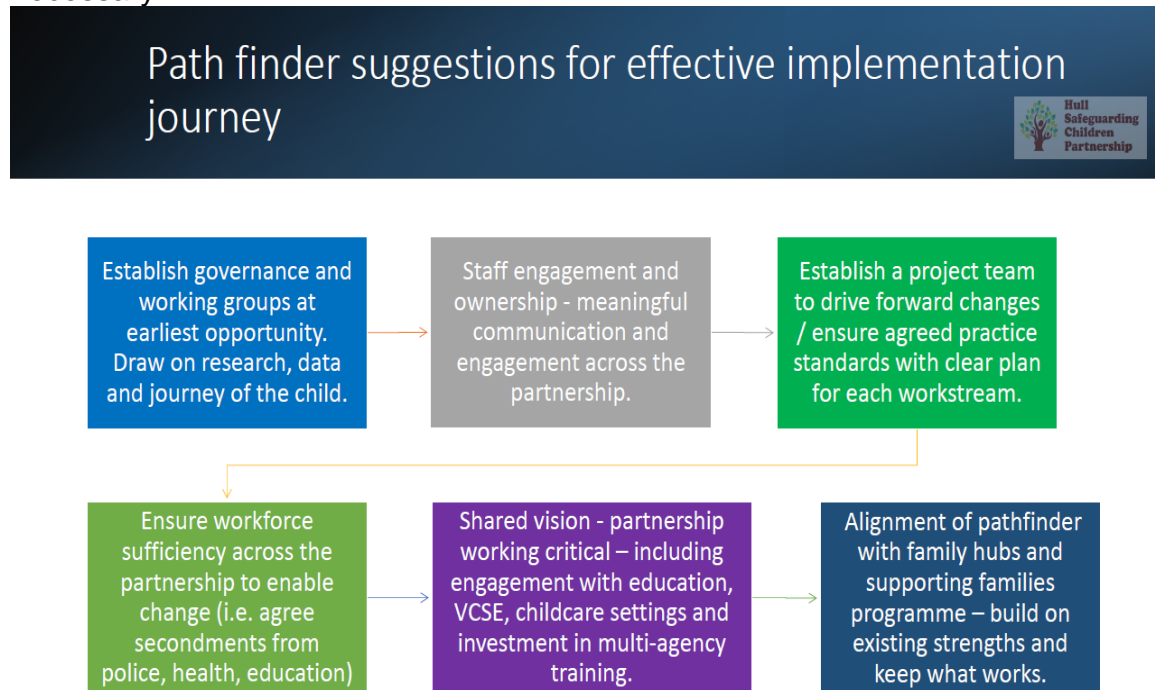 Path finder suggestions for effective implementation
journey
Hull
Safeguarding
Children
Partnership
Establish governance and
working groups at
earliest opportunity.
Draw on research, data
and journey of the child.
Staff engagement and
ownership - meaningful
communication and
engagement across the
partnership.
Establish a project team
to drive forward changes
/ ensure agreed practice
standards with clear plan
for each workstream.
Ensure workforce
sufficiency across the
partnership to enable
change (i.e. agree
secondments from
police, health, education)
Shared vision - partnership
working critical – including
engagement with education,
VCSE, childcare settings and
investment in multi-agency
training.
Alignment of pathfinder
with family hubs and
supporting families
programme – build on
existing strengths and
keep what works.